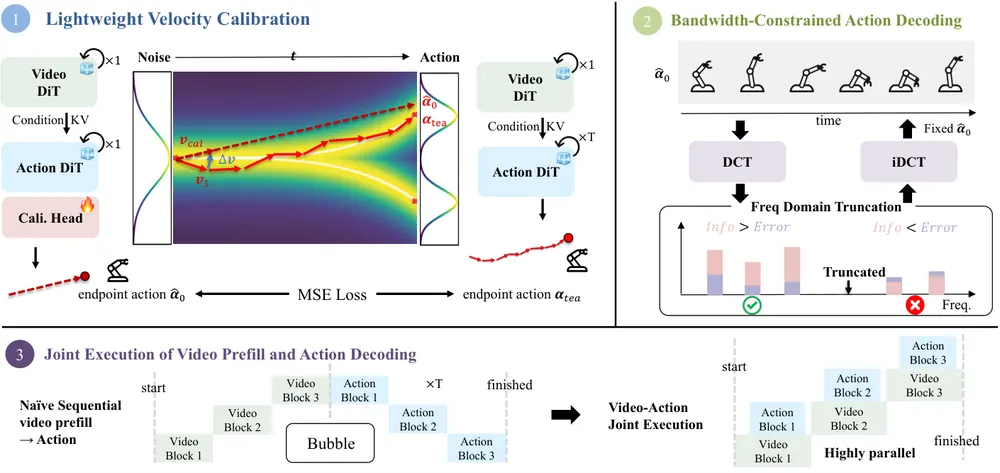 1 Lightweight Velocity Calibration
×1
Video
DiT
Condition KV
×1
Action DiT
Cali. Head
endpoint action α̂₀
Noise
t
Action
v_cal
Δv
v₁
α̂₀
α_tea
×1
Video
DiT
Condition KV
×T
Action DiT
MSE Loss
endpoint action α_tea
2 Bandwidth-Constrained Action Decoding
α̂₀
time
Fixed α̂₀
DCT
iDCT
Freq Domain Truncation
Info > Error
Info < Error
Truncated
Freq.
3 Joint Execution of Video Prefill and Action Decoding
Naïve Sequential
video prefill
→ Action
start
Video
Block 1
Video
Block 2
Video
Block 3
Action
Block 1
×T
Action
Block 2
Action
Block 3
finished
Bubble
Video-Action
Joint Execution
start
Action
Block 1
Video
Block 1
Action
Block 2
Video
Block 2
Action
Block 3
Video
Block 3
finished
Highly parallel